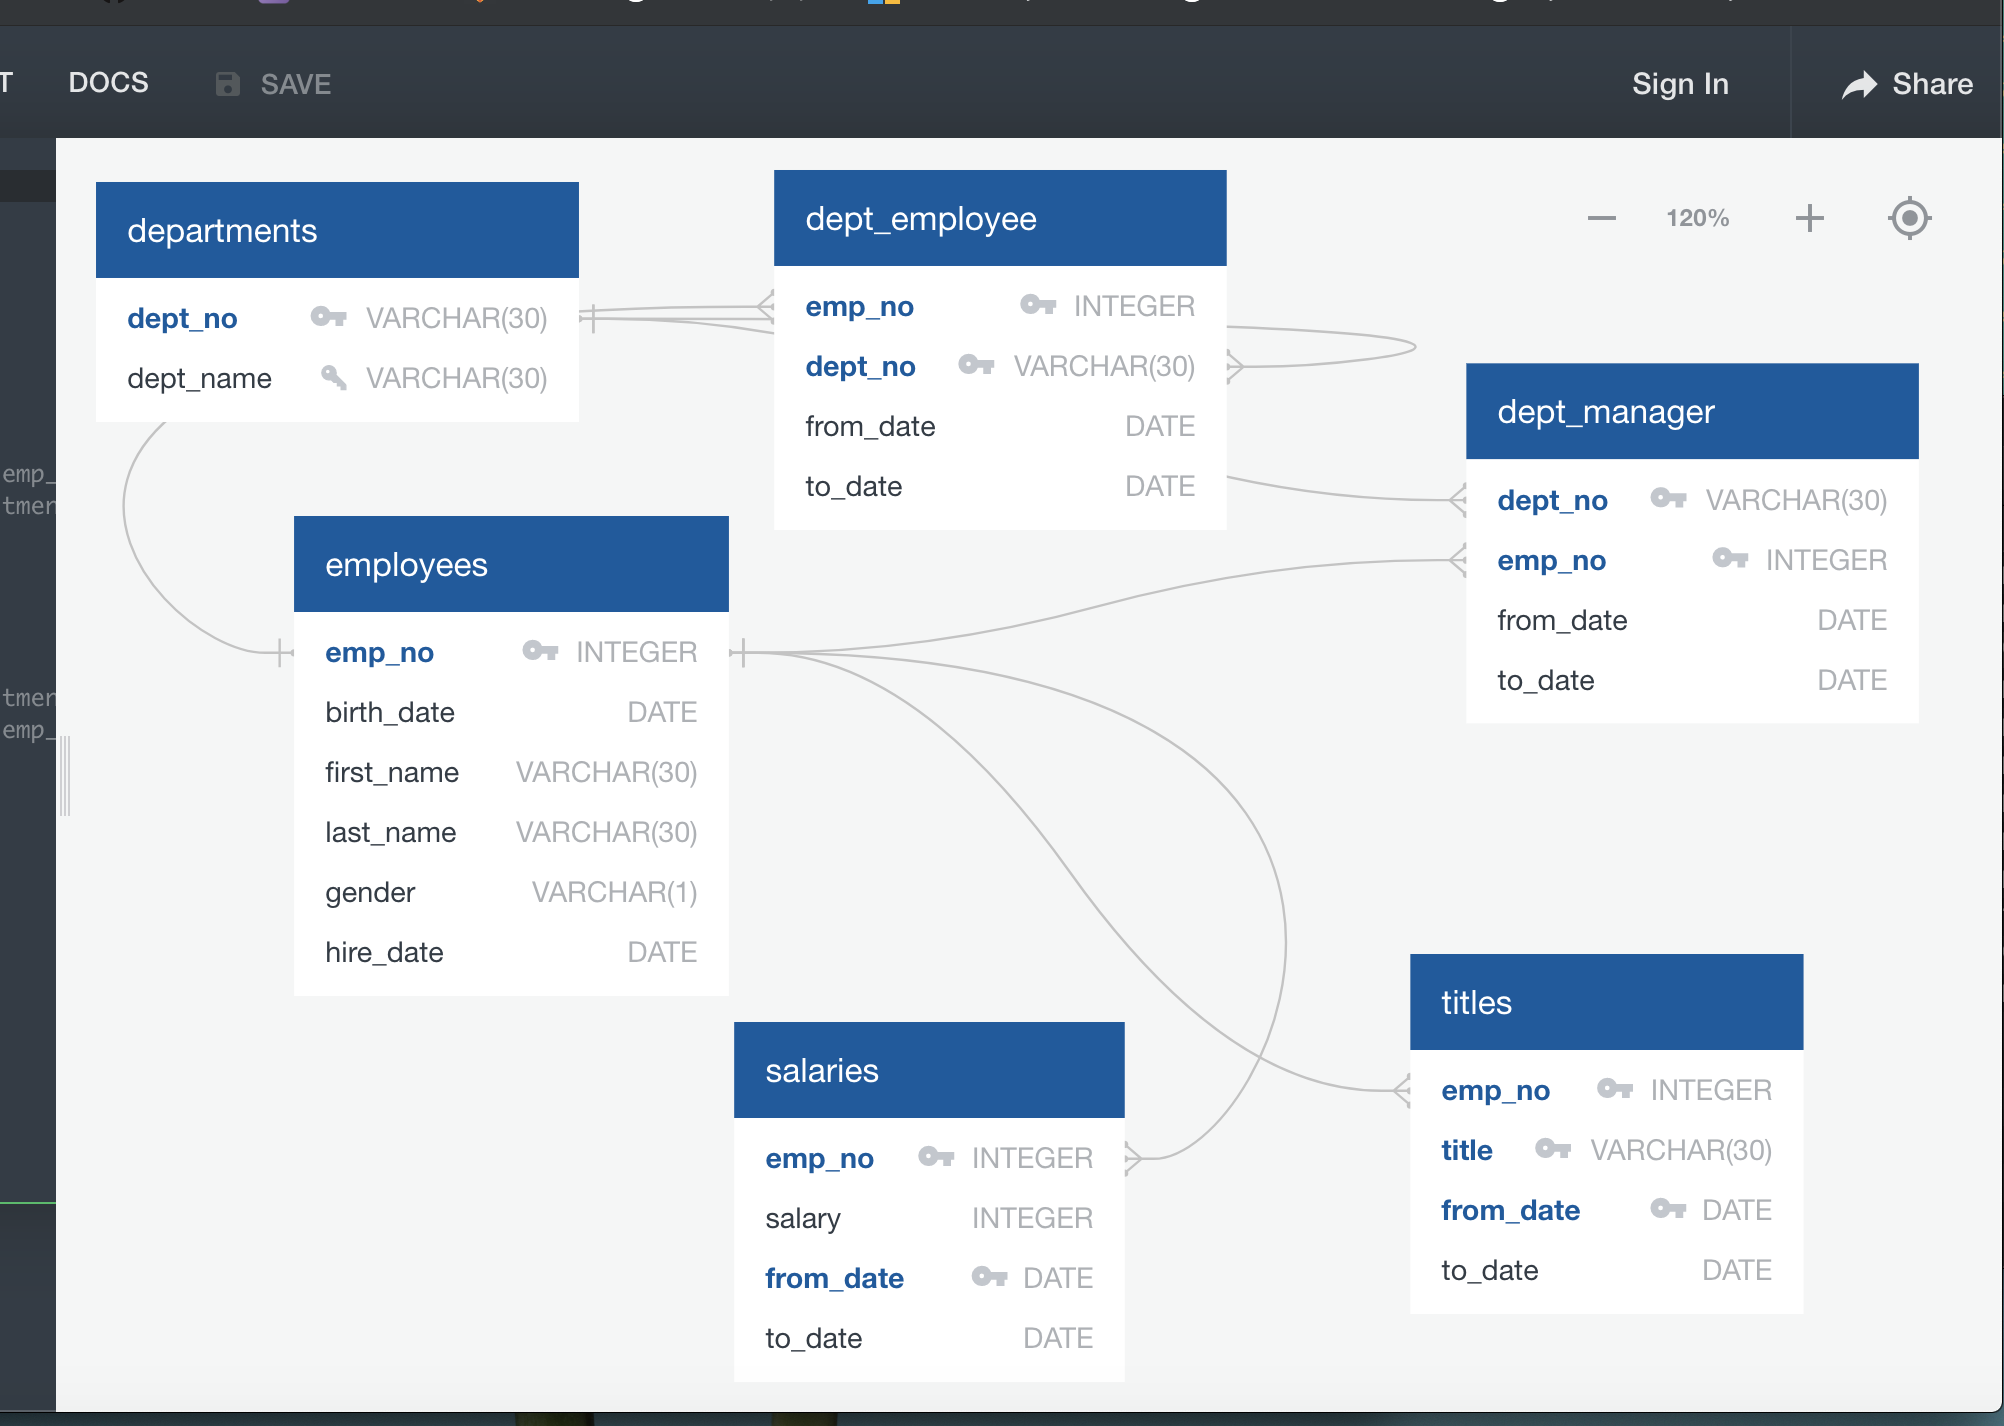 T DOCS SAVE Sign In Share
120%
departments
dept_no VARCHAR(30)
dept_name VARCHAR(30)
dept_employee
emp_no INTEGER
dept_no VARCHAR(30)
from_date DATE
to_date DATE
dept_manager
dept_no VARCHAR(30)
emp_no INTEGER
from_date DATE
to_date DATE
emp_
tmen
tmen
emp_
employees
emp_no INTEGER
birth_date DATE
first_name VARCHAR(30)
last_name VARCHAR(30)
gender VARCHAR(1)
hire_date DATE
salaries
emp_no INTEGER
salary INTEGER
from_date DATE
to_date DATE
titles
emp_no INTEGER
title VARCHAR(30)
from_date DATE
to_date DATE